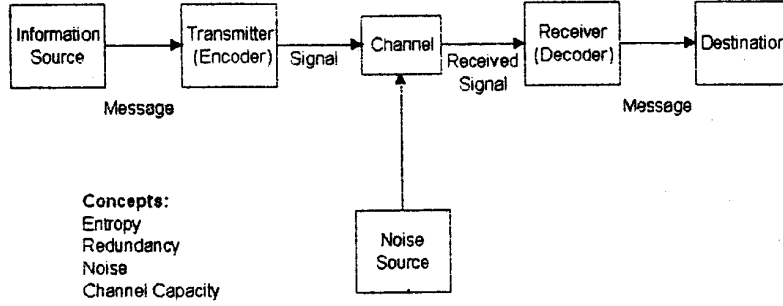 Information
Source
Transmitter
(Encoder)
Channel
Receiver
(Decoder)
Destination
Signal
Received
Signal
Message
Message
Concepts:
Entropy
Redundancy
Noise
Channel Capacity
Noise
Source